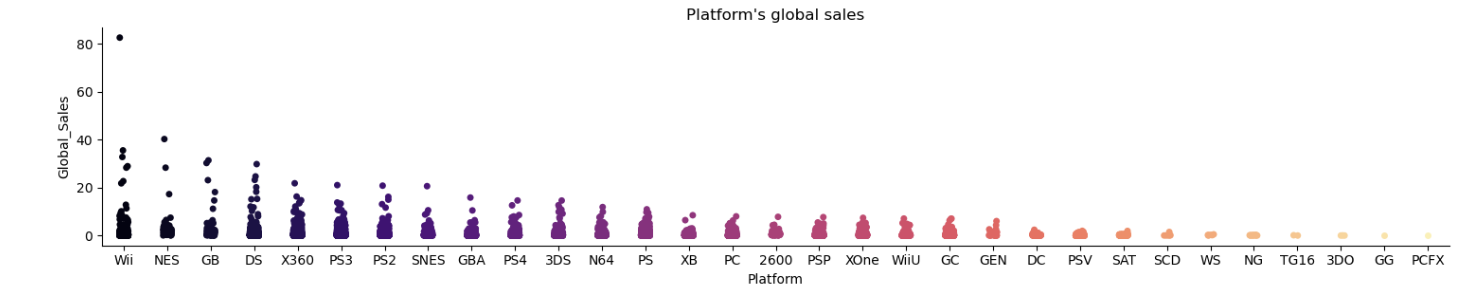 Platform's global sales
Global_Sales
80
60
40
20
0
Wii NES GB DS X360 PS3 PS2 SNES GBA PS4 3DS N64 PS XB PC 2600 PSP XOne WiiU GC GEN DC PSV SAT SCD WS NG TG16 3DO GG PCFX
Platform